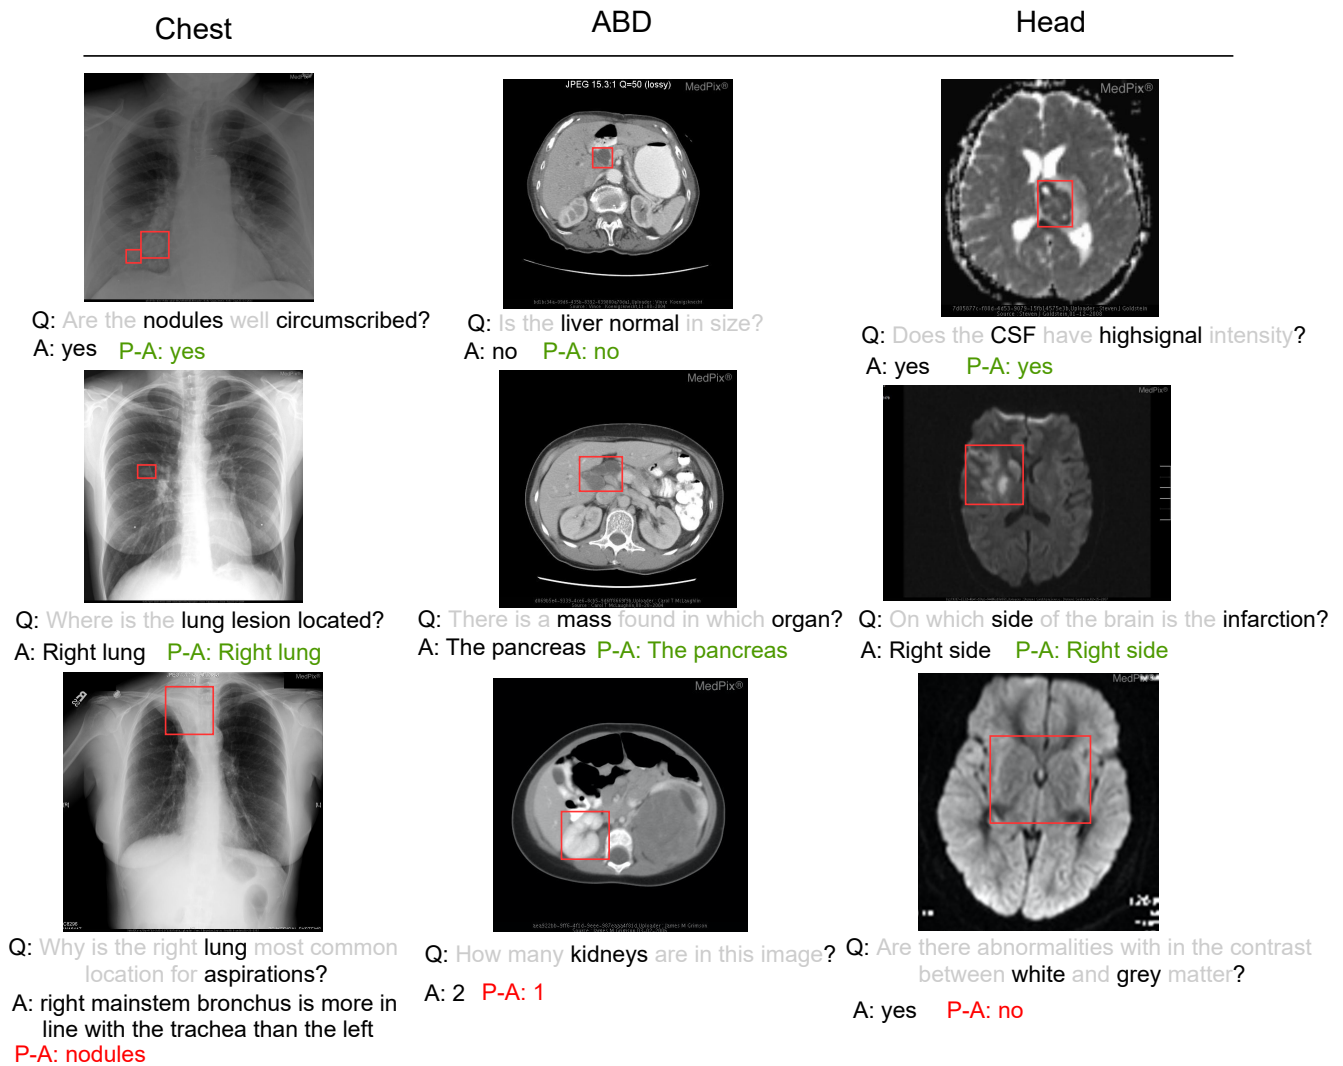 Chest
ABD
Head
MedPix
JPEG 15.3:1 Q=50 (lossy)
MedPix®
MedPix®
Q: Are the nodules well circumscribed?
A: yes P-A: yes
Q: Is the liver normal in size?
A: no P-A: no
Q: Does the CSF have highsignal intensity?
A: yes P-A: yes
MedPix®
MedPix
Q: Where is the lung lesion located?
A: Right lung P-A: Right lung
Q: There is a mass found in which organ?
A: The pancreas P-A: The pancreas
Q: On which side of the brain is the infarction?
A: Right side P-A: Right side
MedPix®
MedPix®
MedPix
Q: Why is the right lung most common
location for aspirations?
A: right mainstem bronchus is more in
line with the trachea than the left
P-A: nodules
Q: How many kidneys are in this image?
A: 2 P-A: 1
Q: Are there abnormalities with in the contrast
between white and grey matter?
A: yes P-A: no